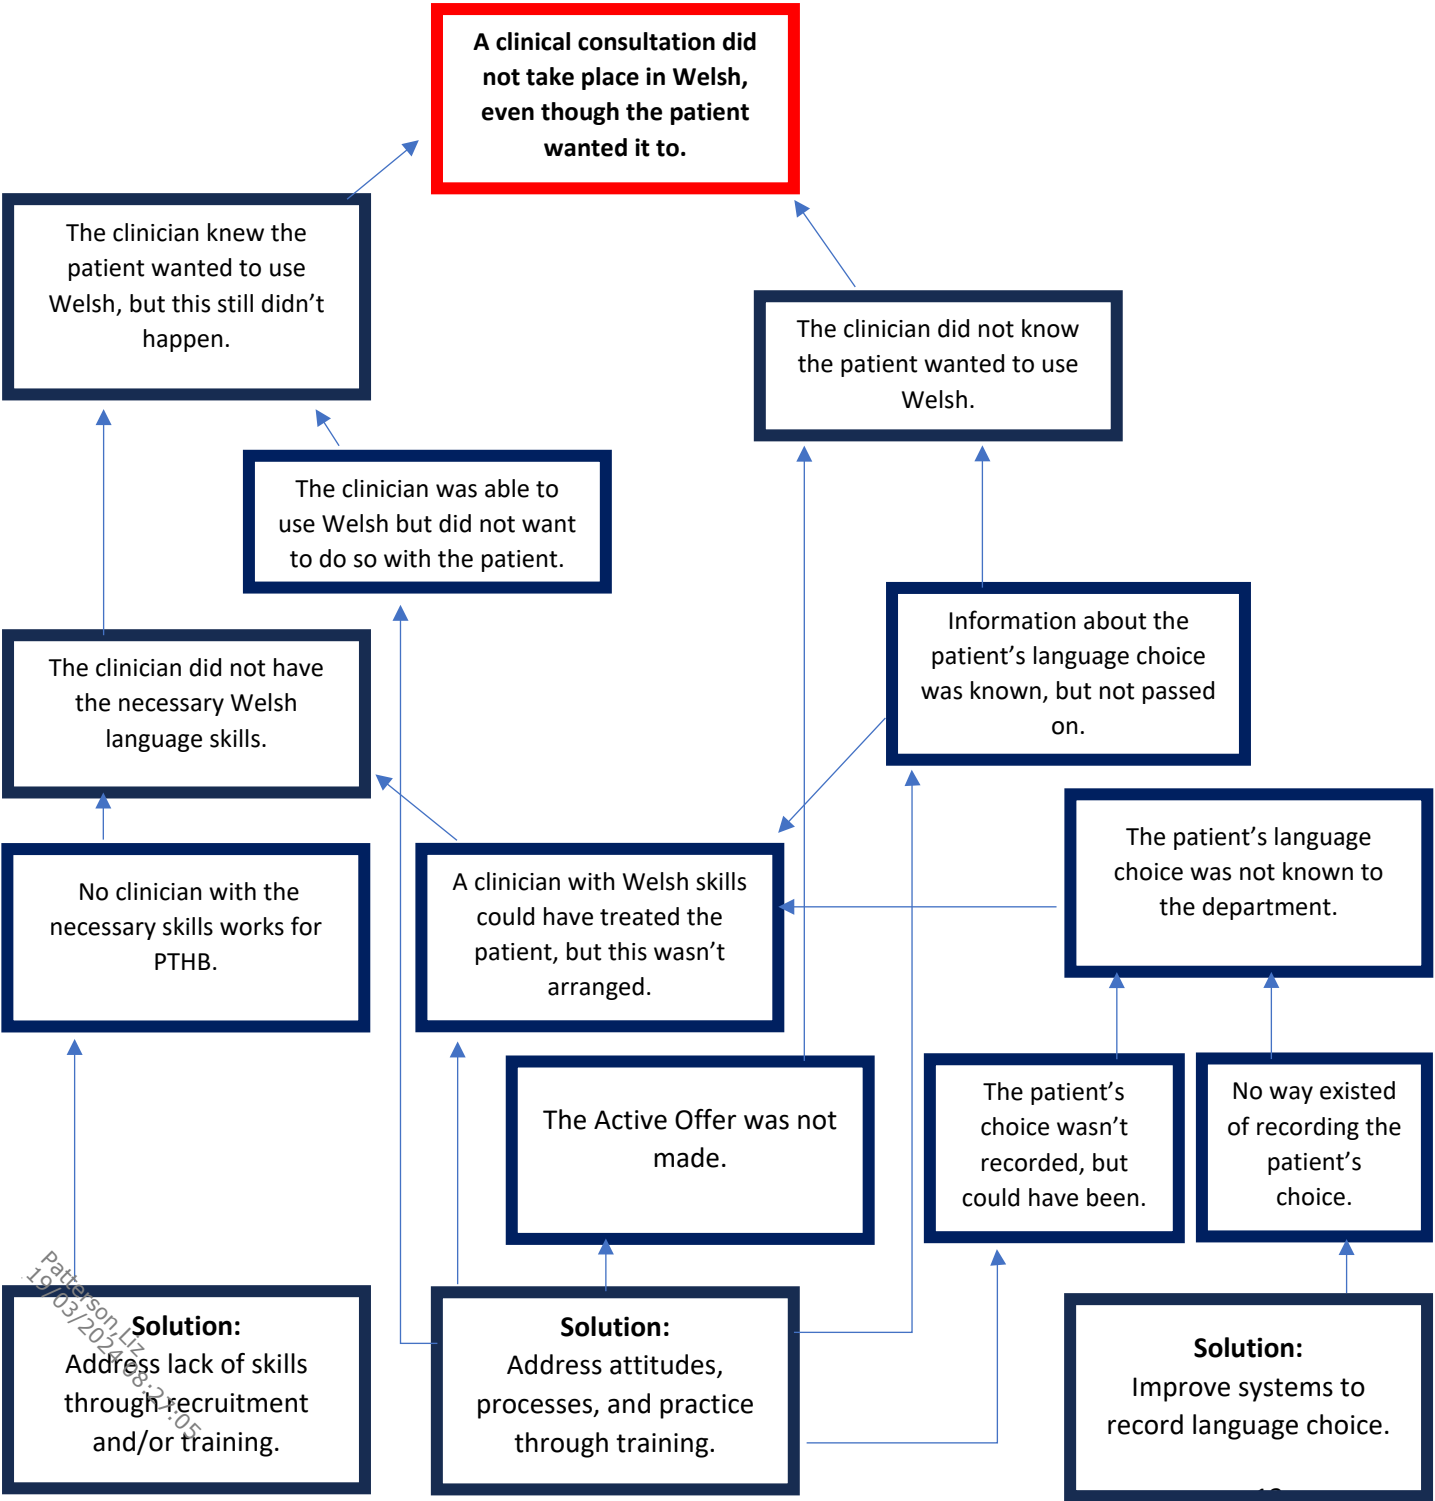 A clinical consultation did
not take place in Welsh,
even though the patient
wanted it to.
The clinician knew the
patient wanted to use
Welsh, but this still didn’t
happen.
The clinician did not know
the patient wanted to use
Welsh.
The clinician was able to
use Welsh but did not want
to do so with the patient.
Information about the
patient’s language choice
was known, but not passed
on.
The clinician did not have
the necessary Welsh
language skills.
The patient’s language
choice was not known to
the department.
No clinician with the
necessary skills works for
PTHB.
A clinician with Welsh skills
could have treated the
patient, but this wasn’t
arranged.
The Active Offer was not
made.
The patient’s
choice wasn’t
recorded, but
could have been.
No way existed
of recording the
patient’s
choice.
Solution:
Address lack of skills
through recruitment
and/or training.
Patterson, Liz
19/03/2024 08:27:05
Solution:
Address attitudes,
processes, and practice
through training.
Solution:
Improve systems to
record language choice.